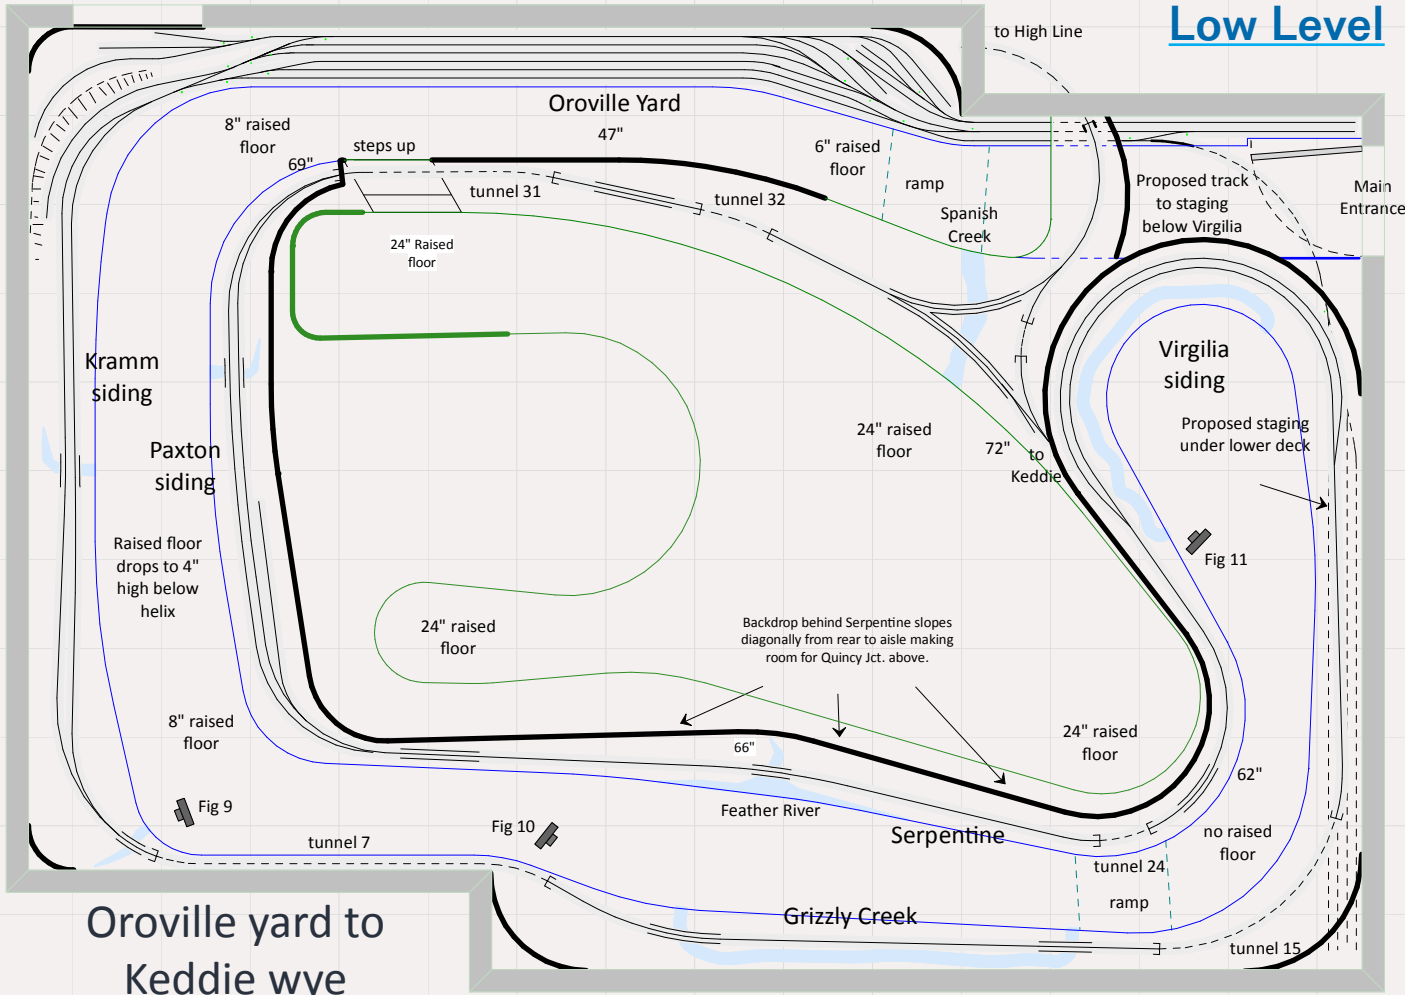 Low Level
to High Line
Oroville Yard
47"
8" raised
floor
69"
steps up
tunnel 31
tunnel 32
6" raised
floor
ramp
Spanish
Creek
Proposed track
to staging
below Virgilia
Main
Entrance
24" Raised
floor
Kramm
siding
Paxton
siding
Virgilia
siding
Proposed staging
under lower deck
24" raised
floor
72"
to
Keddie
Raised floor
drops to 4"
high below
helix
Fig 11
24" raised
floor
Backdrop behind Serpentine slopes
diagonally from rear to aisle making
room for Quincy Jct. above.
8" raised
floor
24" raised
floor
66"
62"
Fig 9
Fig 10
Feather River
Serpentine
no raised
floor
tunnel 7
tunnel 24
ramp
Grizzly Creek
tunnel 15
Oroville yard to
Keddie wye